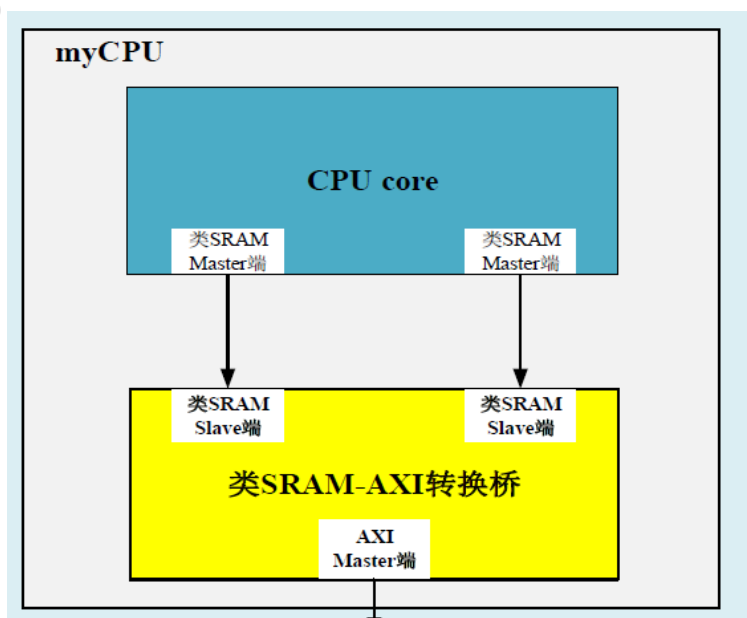 myCPU
CPU core
类SRAM
Master端
类SRAM
Master端
类SRAM
Slave端
类SRAM
Slave端
类SRAM-AXI转换桥
AXI
Master端